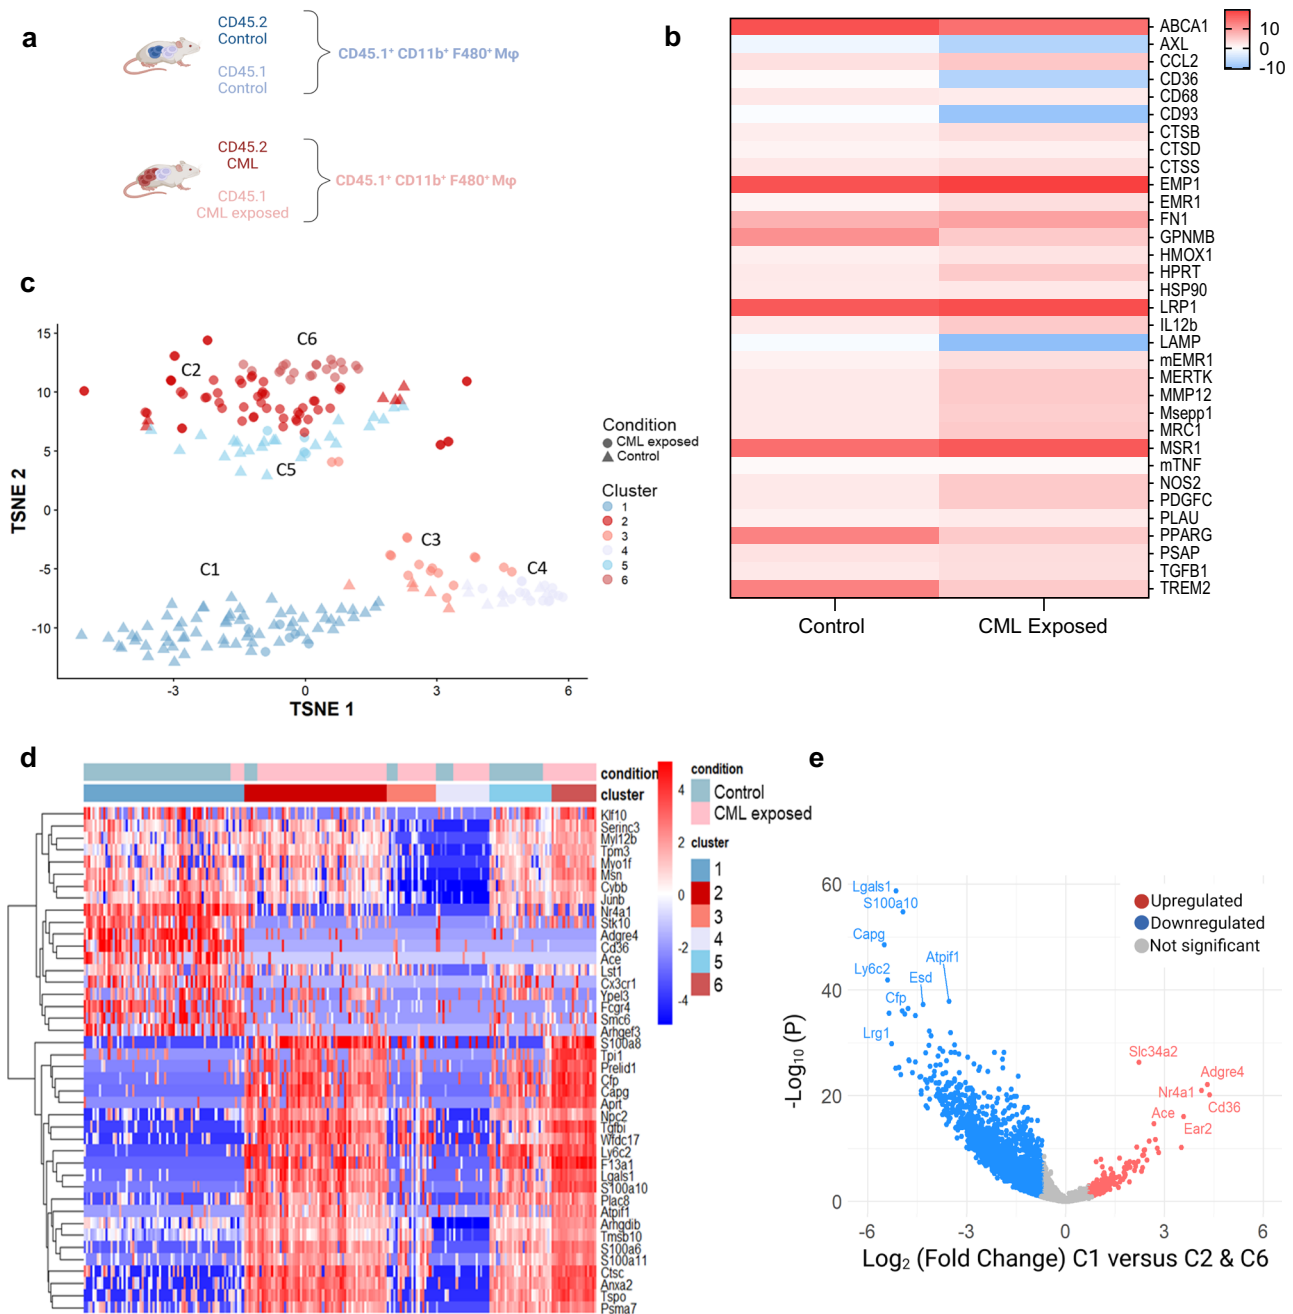 a
CD45.2
Control
CD45.1
Control
CD45.1⁺ CD11b⁺ F480⁺ Mφ
CD45.2
CML
CD45.1
CML exposed
CD45.1⁺ CD11b⁺ F480⁺ Mφ
b
ABCA1
AXL
CCL2
CD36
CD68
CD93
CTSB
CTSD
CTSS
EMP1
EMR1
FN1
GPNMB
HMOX1
HPRT
HSP90
LRP1
IL12b
LAMP
mEMR1
MERTK
MMP12
Msepp1
MRC1
MSR1
mTNF
NOS2
PDGFC
PLAU
PPARG
PSAP
TGFB1
TREM2
10
0
-10
Control
CML Exposed
c
15
10
5
0
-5
-10
TSNE 2
-3
0
3
6
TSNE 1
C6
C2
C5
C3
C4
C1
Condition
CML exposed
Control
Cluster
1
2
3
4
5
6
d
condition
cluster
Klf10
Serinc3
Myl12b
Tpm3
Myo1f
Msn
Cybb
Junb
Nr4a1
Stk10
Adgre4
Cd36
Ace
Lst1
Cx3cr1
Ypel3
Fcgr4
Smc6
Arhgef3
S100a8
Tpi1
Prelid1
Cfp
Capg
Aprt
Npc2
Tgfbi
Wfdc17
Ly6c2
F13a1
Lgals1
S100a10
Plac8
Atpif1
Arhgdib
Tmsb10
S100a6
S100a11
Ctsc
Anxa2
Tspo
Psma7
4
2
0
-2
-4
condition
Control
CML exposed
cluster
1
2
3
4
5
6
e
60
40
20
0
-Log₁₀ (P)
Lgals1
S100a10
Capg
Ly6c2
Atpif1
Esd
Cfp
Lrg1
Slc34a2
Adgre4
Nr4a1
Cd36
Ace
Ear2
Upregulated
Downregulated
Not significant
-6
-3
0
3
6
Log₂ (Fold Change) C1 versus C2 & C6